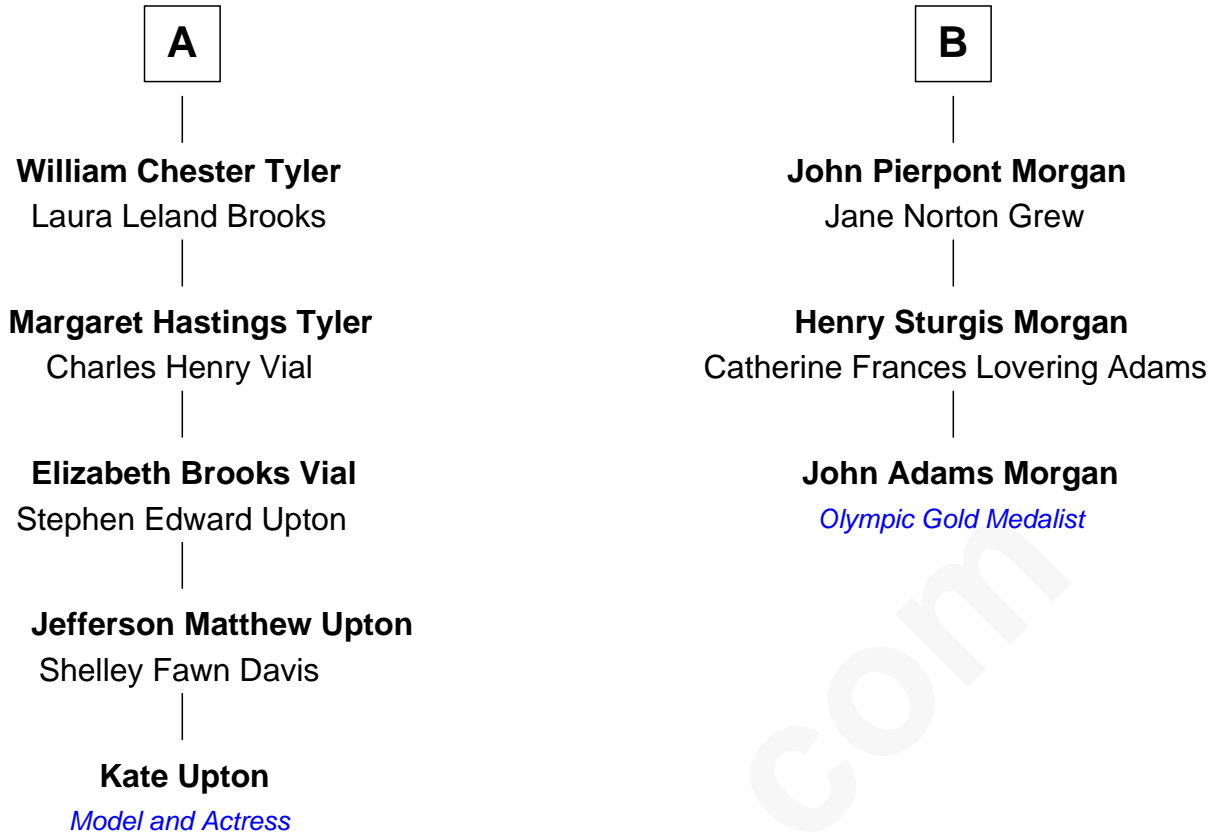 A
William Chester Tyler
Laura Leland Brooks
Margaret Hastings Tyler
Charles Henry Vial
Elizabeth Brooks Vial
Stephen Edward Upton
Jefferson Matthew Upton
Shelley Fawn Davis
Kate Upton
Model and Actress
B
John Pierpont Morgan
Jane Norton Grew
Henry Sturgis Morgan
Catherine Frances Lovering Adams
John Adams Morgan
Olympic Gold Medalist
com